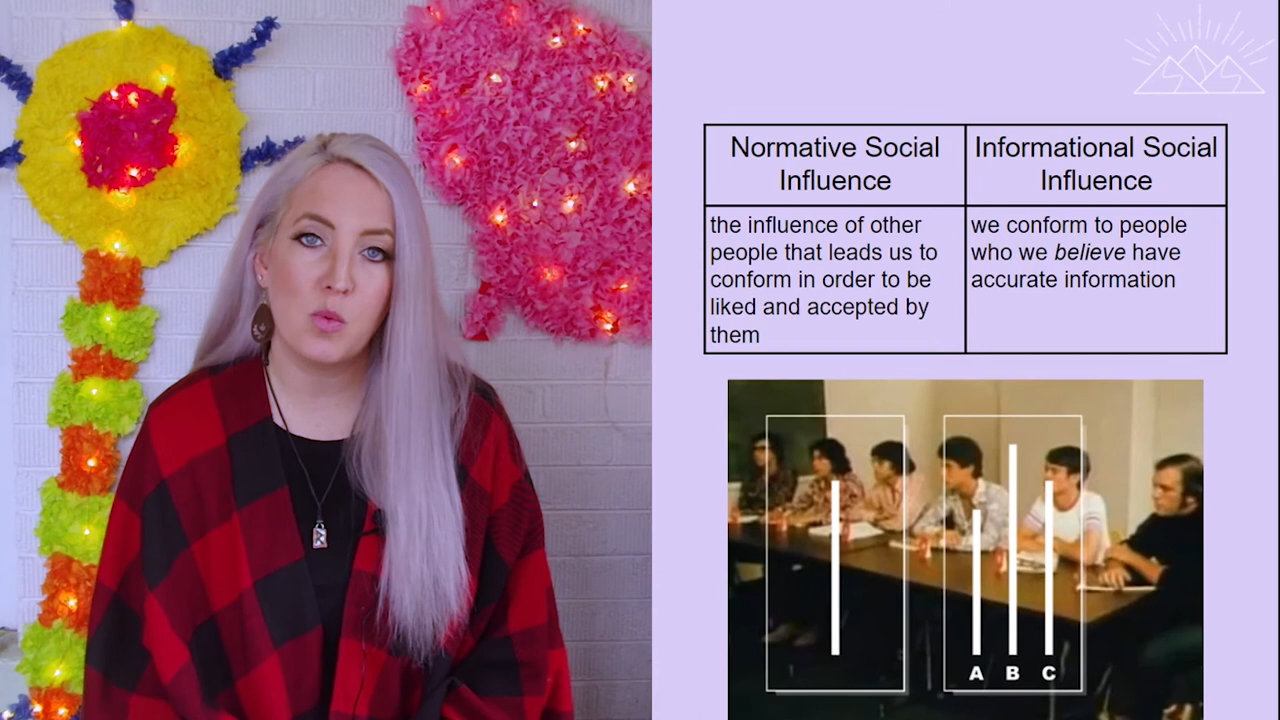 Normative Social
Influence
Informational Social
Influence
the influence of other
people that leads us to
conform in order to be
liked and accepted by
them
we conform to people
who we believe have
accurate information
A B C